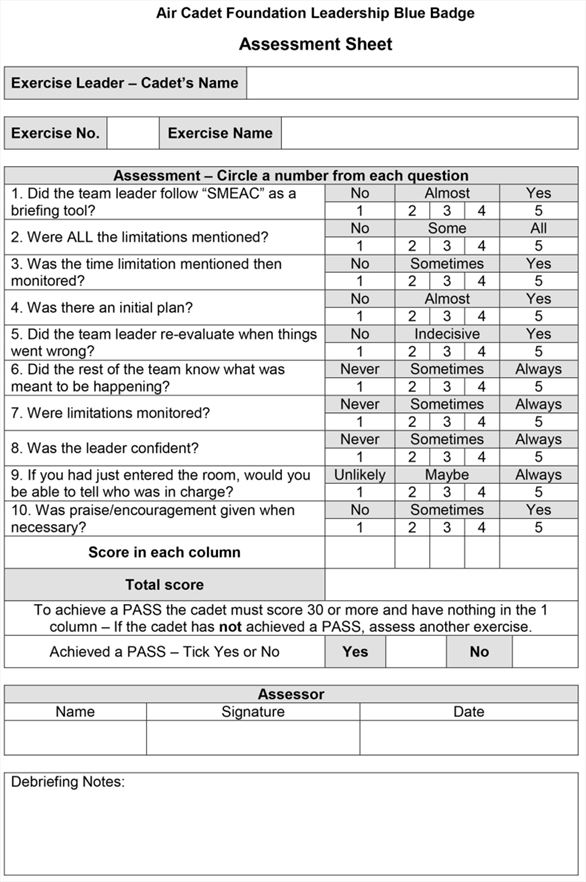 Air Cadet Foundation Leadership Blue Badge
Assessment Sheet
Exercise Leader – Cadet's Name
Exercise No. Exercise Name
Assessment – Circle a number from each question
1. Did the team leader follow “SMEAC” as a No Almost Yes
briefing tool? 1 2 3 4 5
2. Were ALL the limitations mentioned? No Some All
1 2 3 4 5
3. Was the time limitation mentioned then No Sometimes Yes
monitored? 1 2 3 4 5
4. Was there an initial plan? No Almost Yes
1 2 3 4 5
5. Did the team leader re-evaluate when things No Indecisive Yes
went wrong? 1 2 3 4 5
6. Did the rest of the team know what was Never Sometimes Always
meant to be happening? 1 2 3 4 5
7. Were limitations monitored? Never Sometimes Always
1 2 3 4 5
8. Was the leader confident? Never Sometimes Always
1 2 3 4 5
9. If you had just entered the room, would you Unlikely Maybe Always
be able to tell who was in charge? 1 2 3 4 5
10. Was praise/encouragement given when No Sometimes Yes
necessary? 1 2 3 4 5
Score in each column
Total score
To achieve a PASS the cadet must score 30 or more and have nothing in the 1
column – If the cadet has not achieved a PASS, assess another exercise.
Achieved a PASS – Tick Yes or No Yes No
Assessor
Name Signature Date
Debriefing Notes: